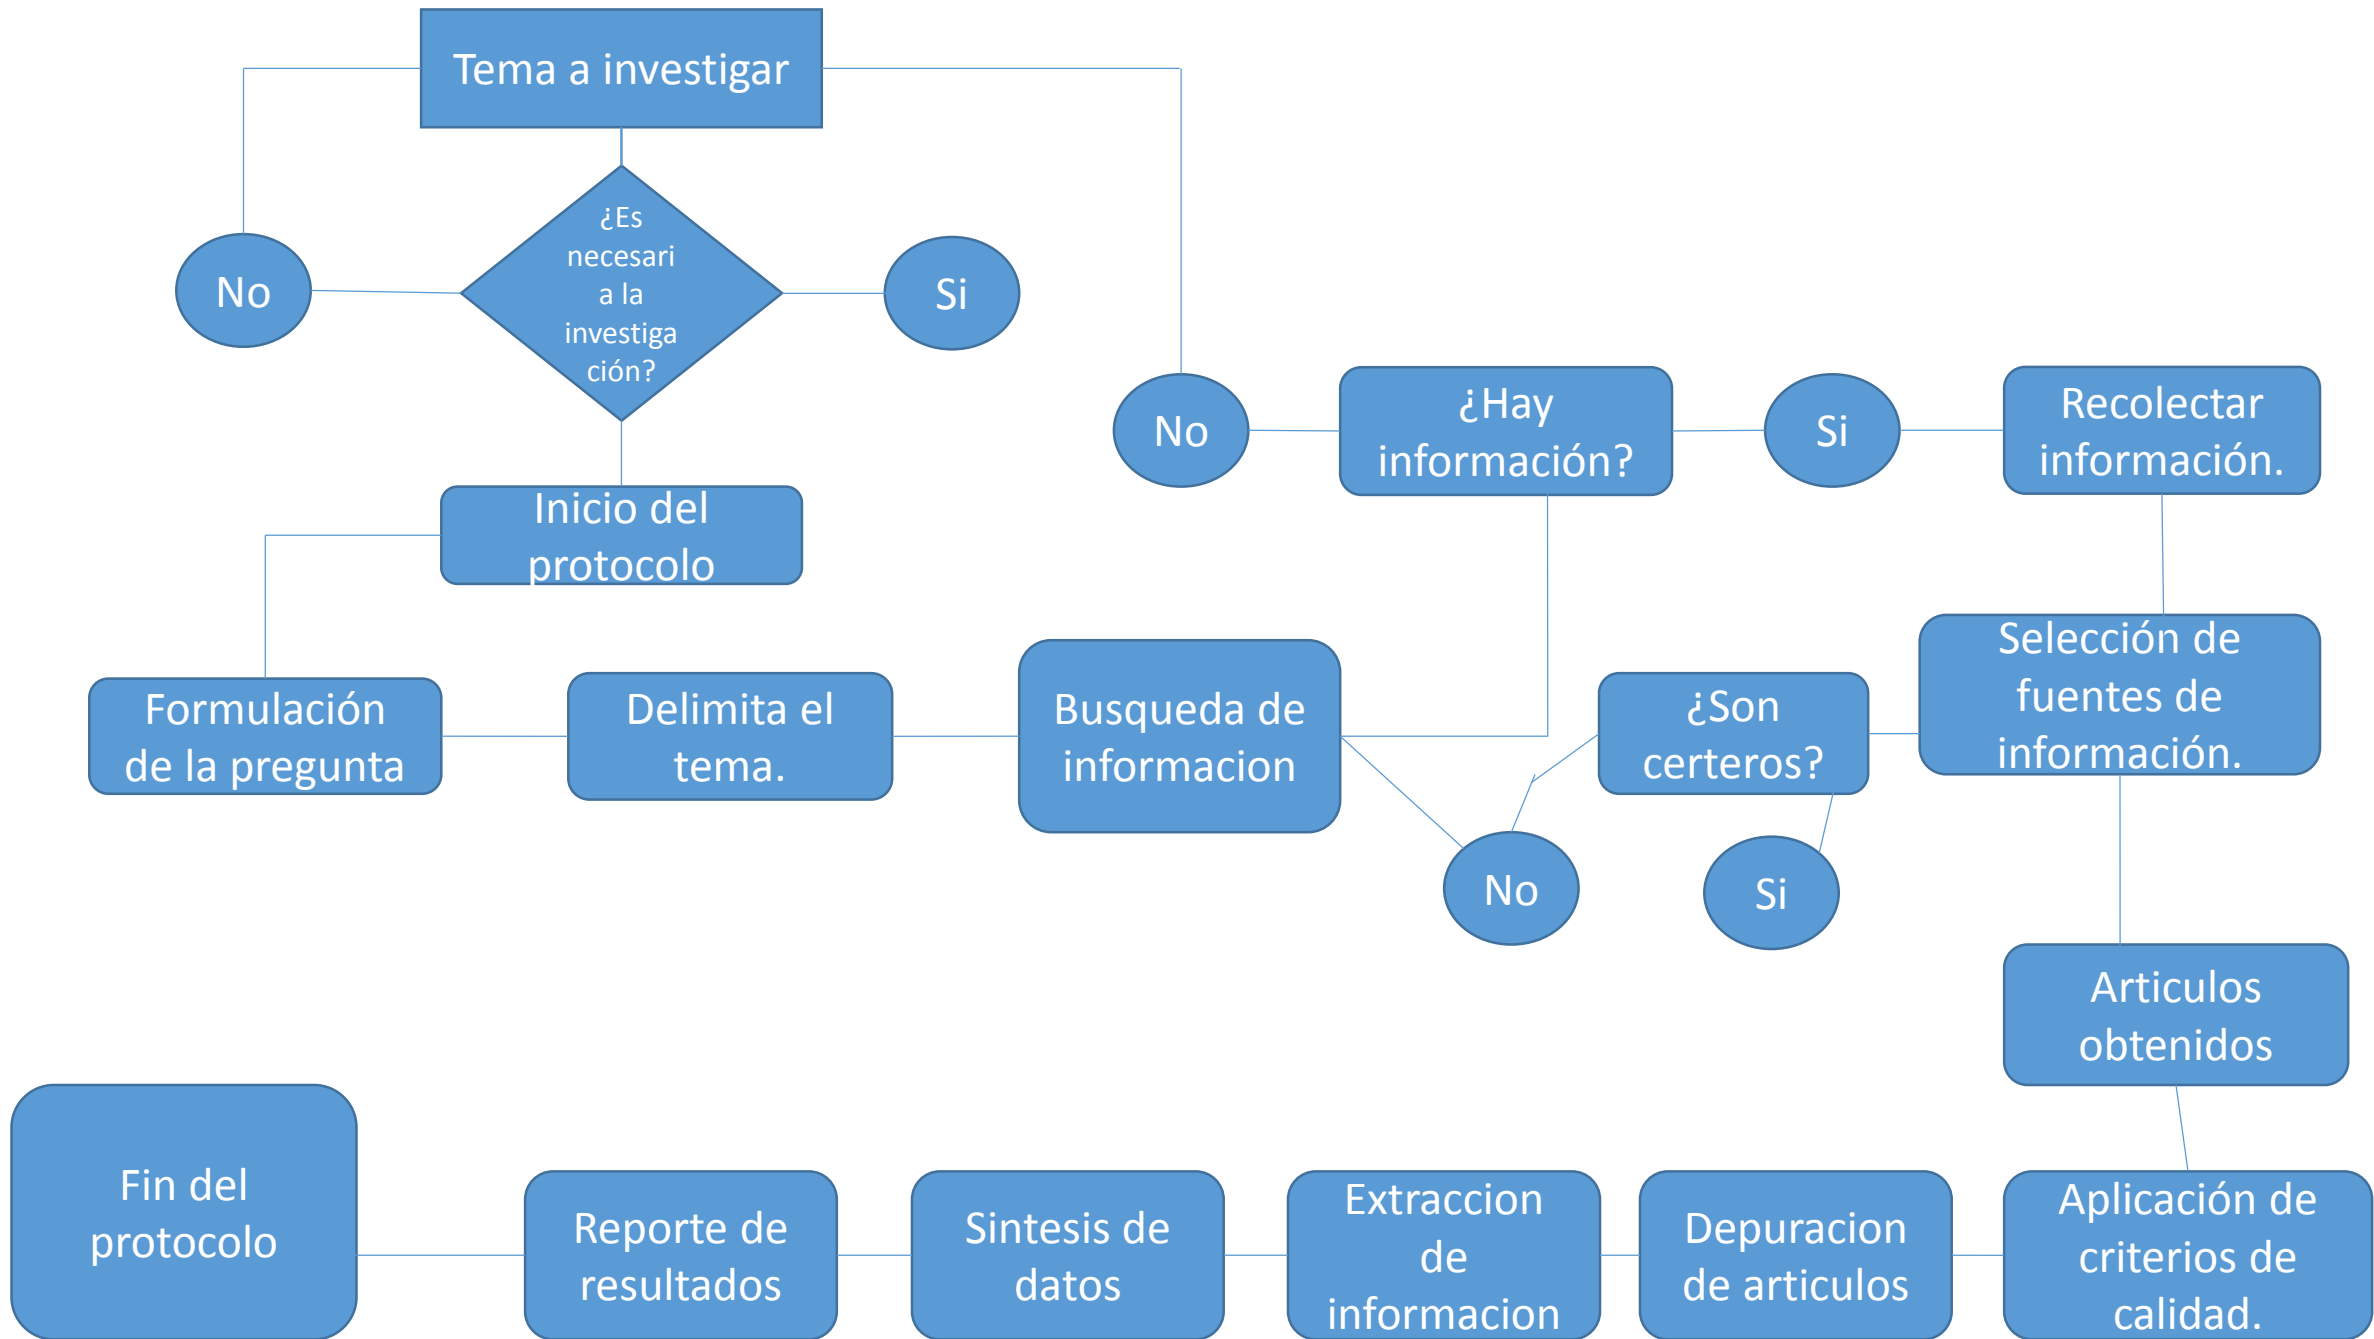 Tema a investigar
¿Es
necesari
a la
investiga
ción?
No
Si
No
¿Hay
información?
Si
Recolectar
información.
Inicio del
protocolo
Formulación
de la pregunta
Delimita el
tema.
Busqueda de
informacion
¿Son
certeros?
Selección de
fuentes de
información.
No
Si
Articulos
obtenidos
Fin del
protocolo
Reporte de
resultados
Sintesis de
datos
Extraccion
de
informacion
Depuracion
de articulos
Aplicación de
criterios de
calidad.